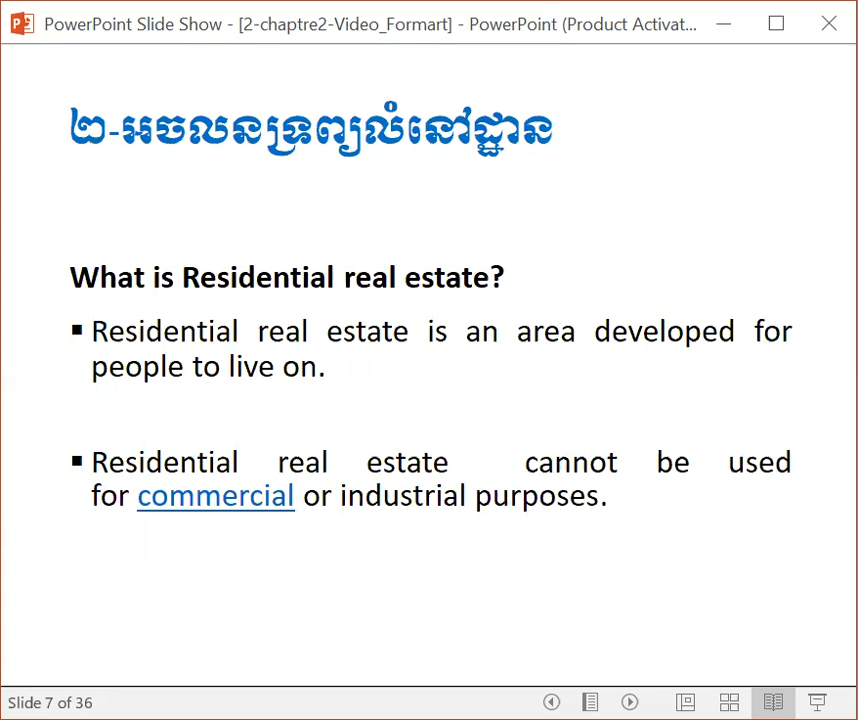 PowerPoint Slide Show - [2-chaptre2-Video_Formart] - PowerPoint (Product Activat...
២-អចលនទ្រព្យលំនៅដ្ឋាន
What is Residential real estate?
▪ Residential real estate is an area developed for
people to live on.
▪ Residential real estate cannot be used
for commercial or industrial purposes.
Slide 7 of 36